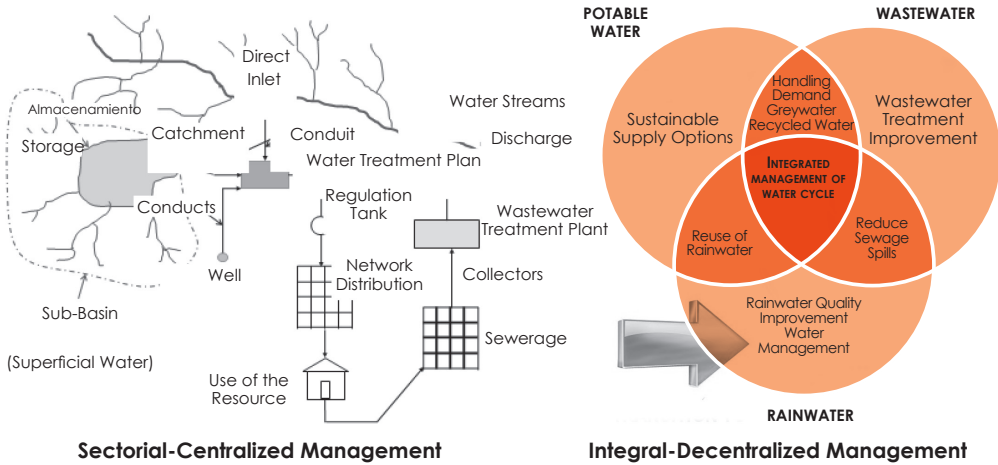 Direct
Inlet
Almacenamiento
Storage
Catchment
Conduit
Water Streams
Discharge
Water Treatment Plan
Conducts
Regulation
Tank
Wastewater
Treatment Plant
Well
Network
Distribution
Collectors
Sub-Basin
Sewerage
(Superficial Water)
Use of the
Resource
Sectorial-Centralized Management
POTABLE
WATER
WASTEWATER
Handling
Demand
Greywater
Recycled Water
Sustainable
Supply Options
Wastewater
Treatment
Improvement
INTEGRATED
MANAGEMENT OF
WATER CYCLE
Reuse of
Rainwater
Reduce
Sewage
Spills
Rainwater Quality
Improvement
Water
Management
RAINWATER
Integral-Decentralized Management